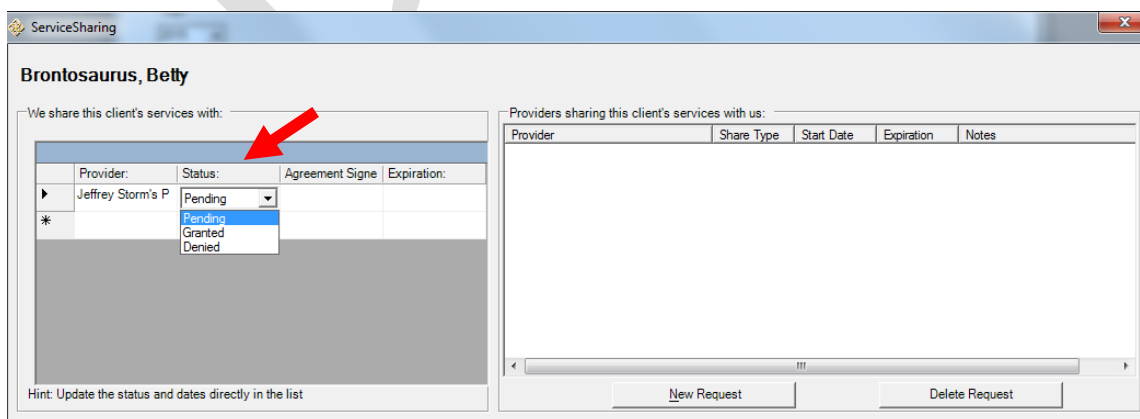 ServiceSharing
Brontosaurus, Betty
We share this client's services with:
Provider: Status: Agreement Signe Expiration:
Jeffrey Storm's P Pending
Pending
Granted
Denied
Hint: Update the status and dates directly in the list
Providers sharing this client's services with us:
Provider Share Type Start Date Expiration Notes
New Request Delete Request